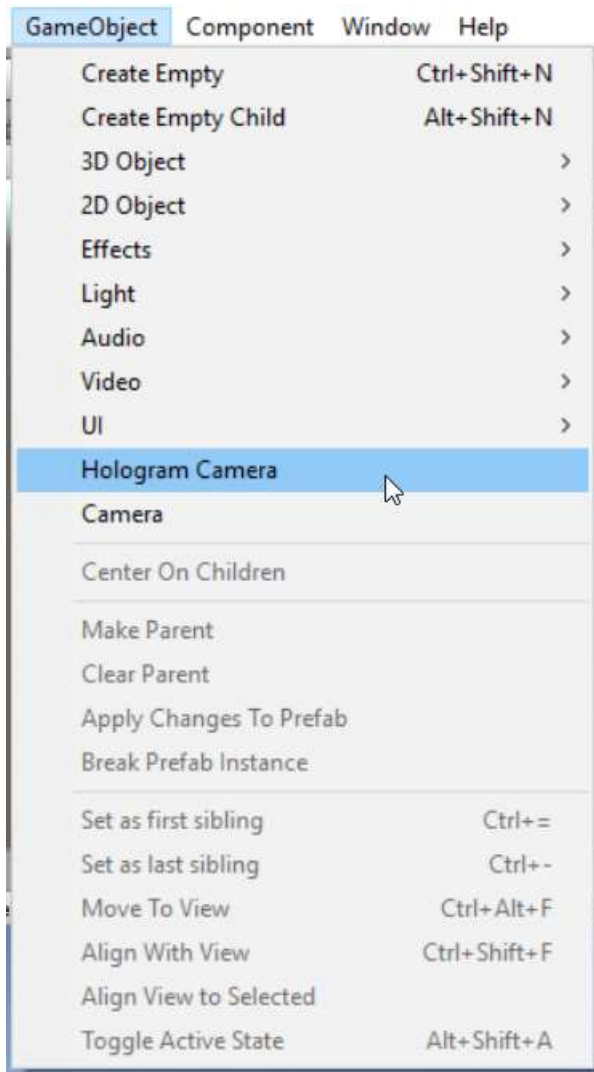 GameObject Component Window Help
Create Empty Ctrl+Shift+N
Create Empty Child Alt+Shift+N
3D Object
2D Object
Effects
Light
Audio
Video
UI
Hologram Camera
Camera
Center On Children
Make Parent
Clear Parent
Apply Changes To Prefab
Break Prefab Instance
Set as first sibling Ctrl+=
Set as last sibling Ctrl+-
Move To View Ctrl+Alt+F
Align With View Ctrl+Shift+F
Align View to Selected
Toggle Active State Alt+Shift+A